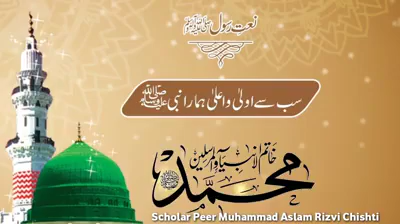 نعتِ رسول ﷺ
سب سے اولیٰ و اعلیٰ ہمارا نبی ﷺ
خاتم الانبیاء والمرسلین
محمد ﷺ
Scholar Peer Muhammad Aslam Rizvi Chishti